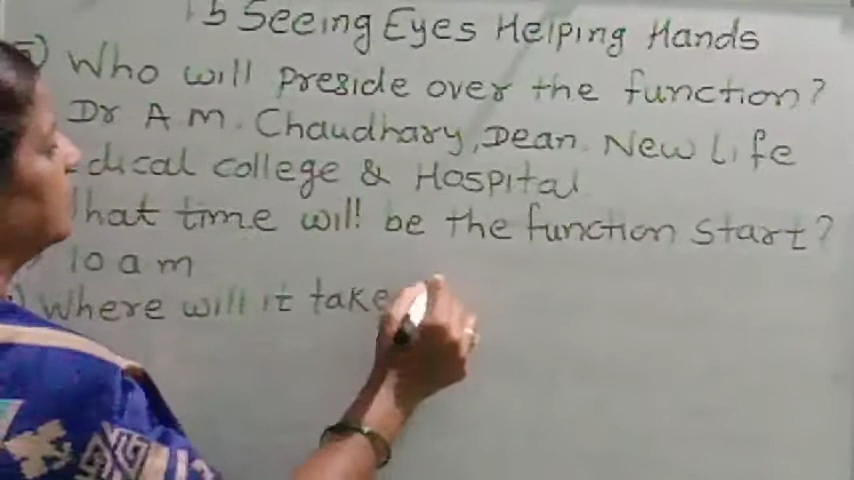 15 Seeing Eyes Helping Hands
Who will preside over the function?
Dr A M. Chaudhary, Dean. New Life
dical college & Hospital
hat time will be the function start?
10 a m
Where will it take